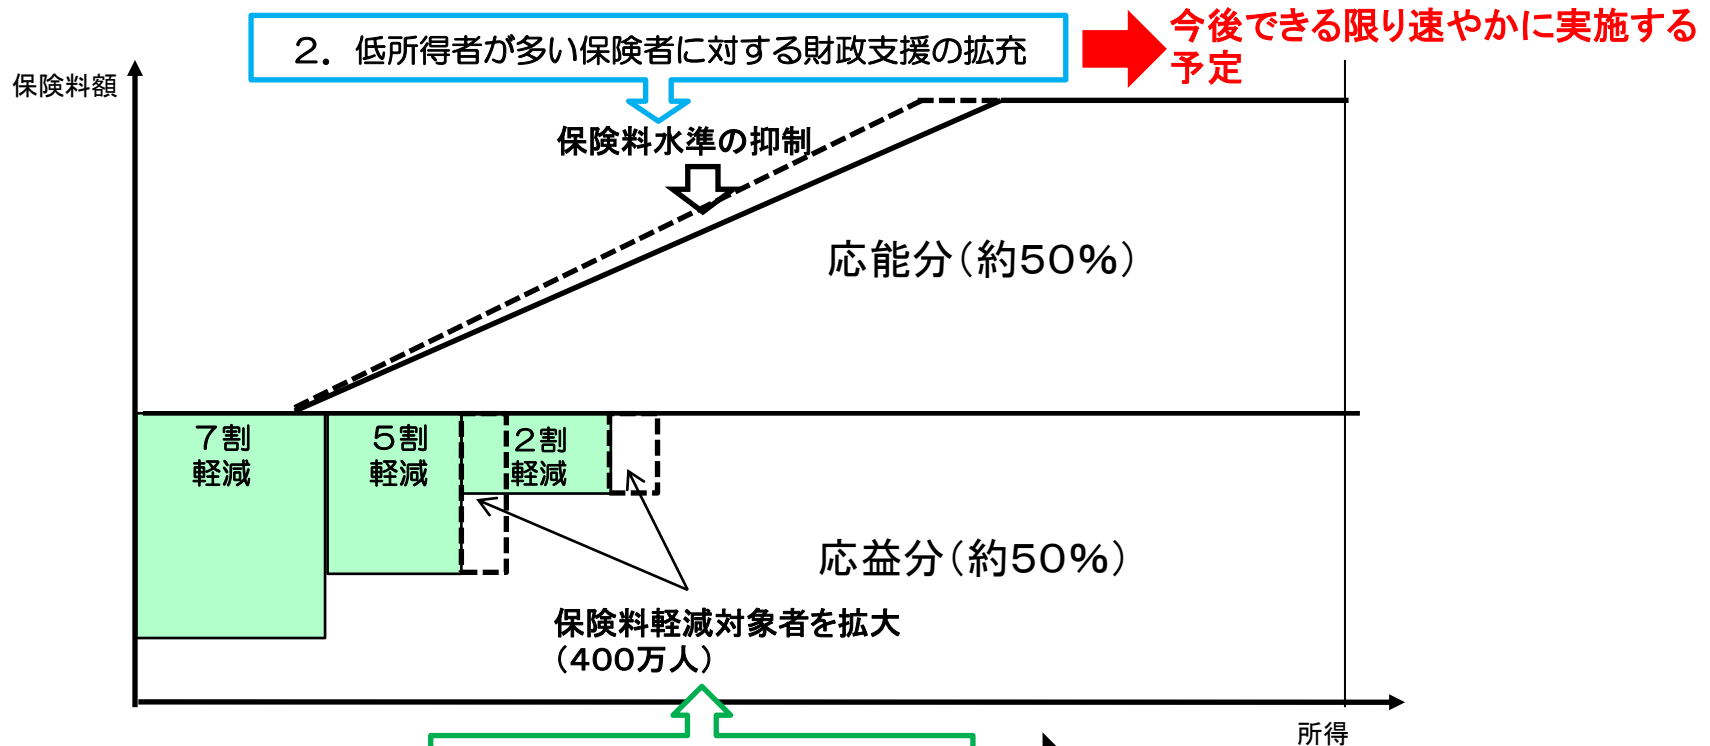 ２．低所得者が多い保険者に対する財政支援の拡充
今後できる限り速やかに実施する
予定
保険料額
保険料水準の抑制
応能分（約５０％）
７割
軽減
５割
軽減
２割
軽減
応益分（約５０％）
保険料軽減対象者を拡大
（４００万人）
所得